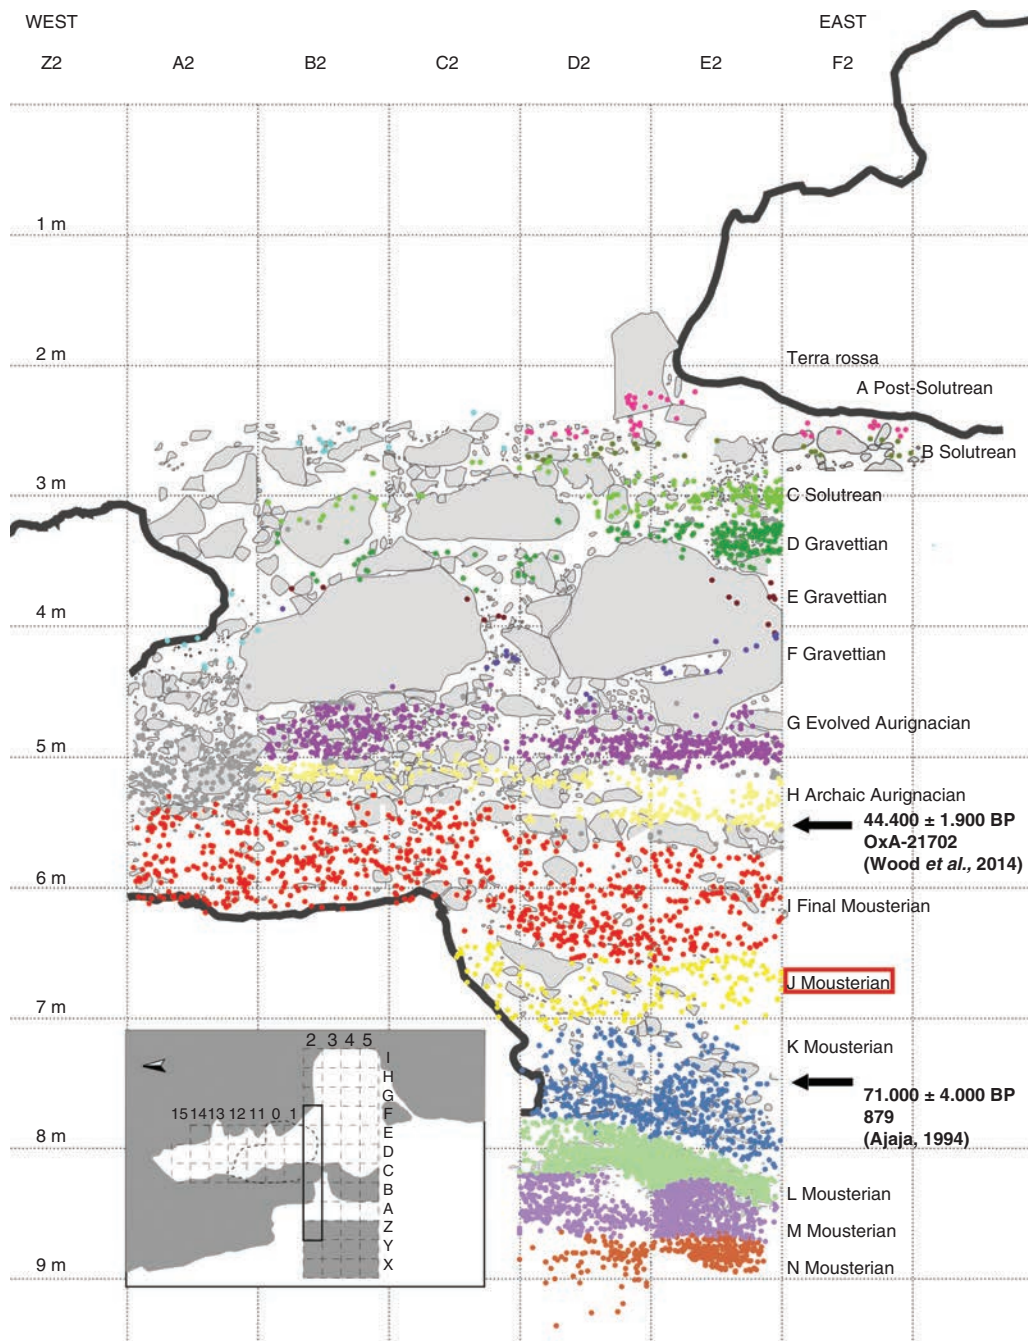 WEST EAST
Z2 A2 B2 C2 D2 E2 F2
1 m
2 m
Terra rossa
A Post-Solutrean
B Solutrean
3 m
C Solutrean
D Gravettian
E Gravettian
4 m
F Gravettian
G Evolved Aurignacian
5 m
H Archaic Aurignacian
44.400 ± 1.900 BP
OxA-21702
(Wood et al., 2014)
6 m
I Final Mousterian
J Mousterian
7 m
K Mousterian
71.000 ± 4.000 BP
879
(Ajaja, 1994)
8 m
L Mousterian
M Mousterian
N Mousterian
9 m
2 3 4 5
I
H
G
F
15 14 13 12 11 0 1
E
D
C
B
A
Z
Y
X